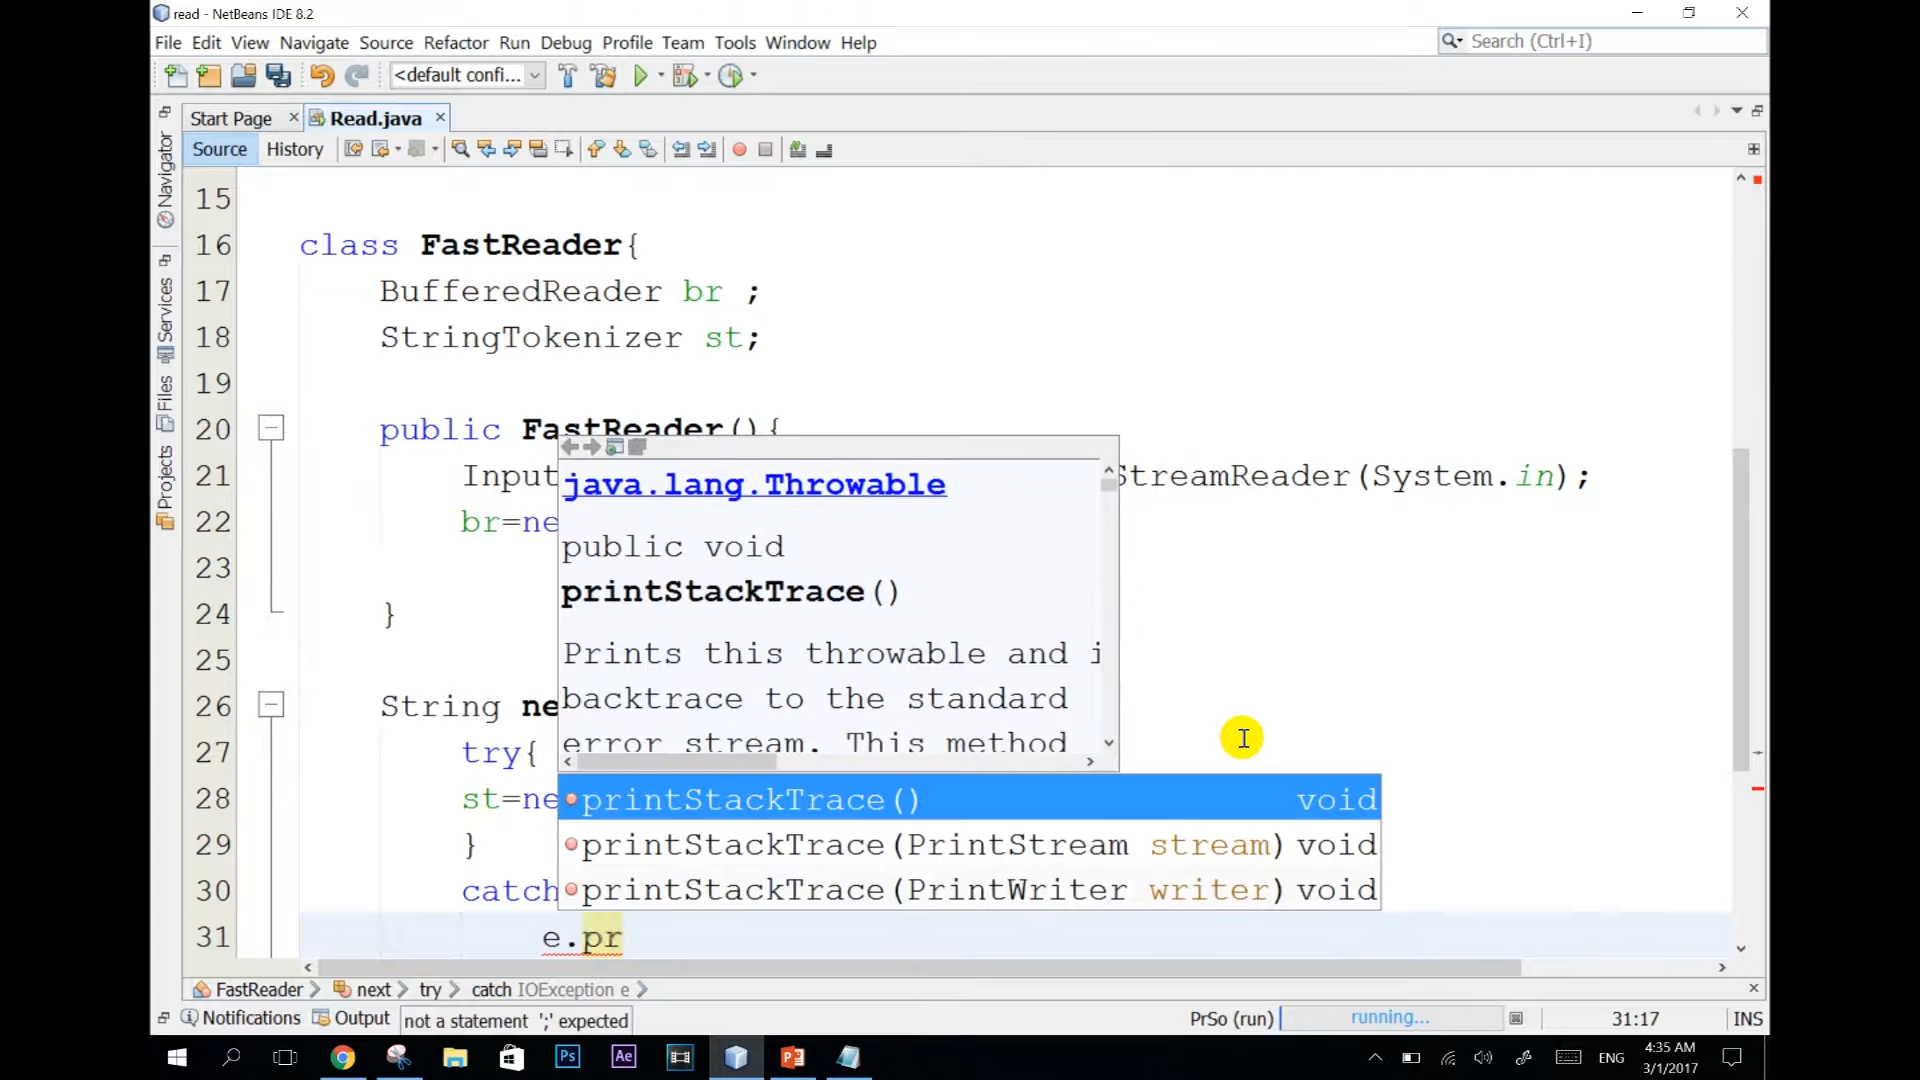 read - NetBeans IDE 8.2
File Edit View Navigate Source Refactor Run Debug Profile Team Tools Window Help
Search (Ctrl+I)
<default confi...
Start Page
Read.java
Source History
Navigator
Services
Files
Projects
15
16 class FastReader{
17 BufferedReader br ;
18 StringTokenizer st;
19
20 public FastReader(){
21 Input StreamReader(System.in);
22 br=ne
23
24 }
25
26 String ne
27 try{
28 st=ne
29 }
30 catch
31 e.pr
java.lang.Throwable
public void
printStackTrace()
Prints this throwable and i
backtrace to the standard
error stream. This method
printStackTrace() void
printStackTrace(PrintStream stream) void
printStackTrace(PrintWriter writer) void
FastReader next try catch IOException e
Notifications Output not a statement ';' expected
PrSo (run) running... 31:17 INS
Ps Ae
ENG
4:35 AM
3/1/2017